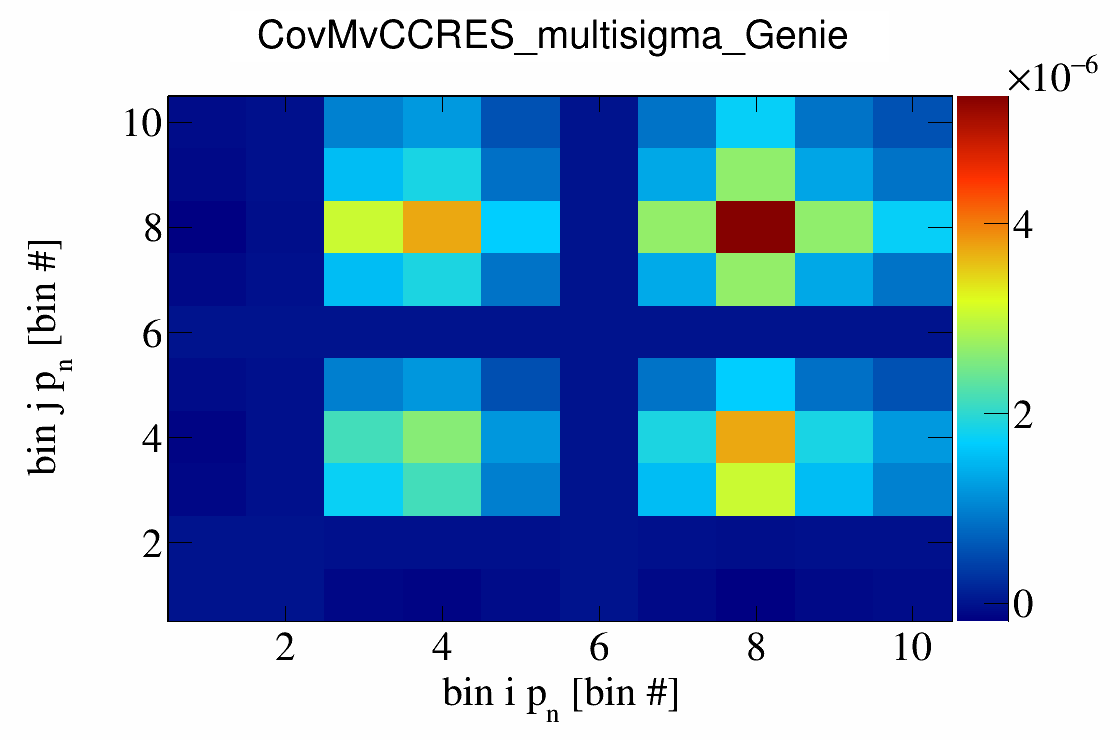 CovMvCCRES_multisigma_Genie
×10⁻⁶
10
8
6
4
2
bin j pₙ [bin #]
4
2
0
2 4 6 8 10
bin i pₙ [bin #]